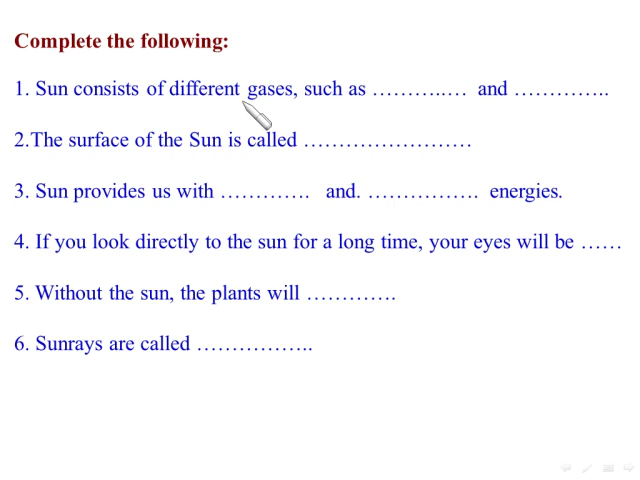 Complete the following:
1. Sun consists of different gases, such as ………..… and …………..
2.The surface of the Sun is called ……………………
3. Sun provides us with …………. and. ……………. energies.
4. If you look directly to the sun for a long time, your eyes will be ……
5. Without the sun, the plants will ………….
6. Sunrays are called ……………..